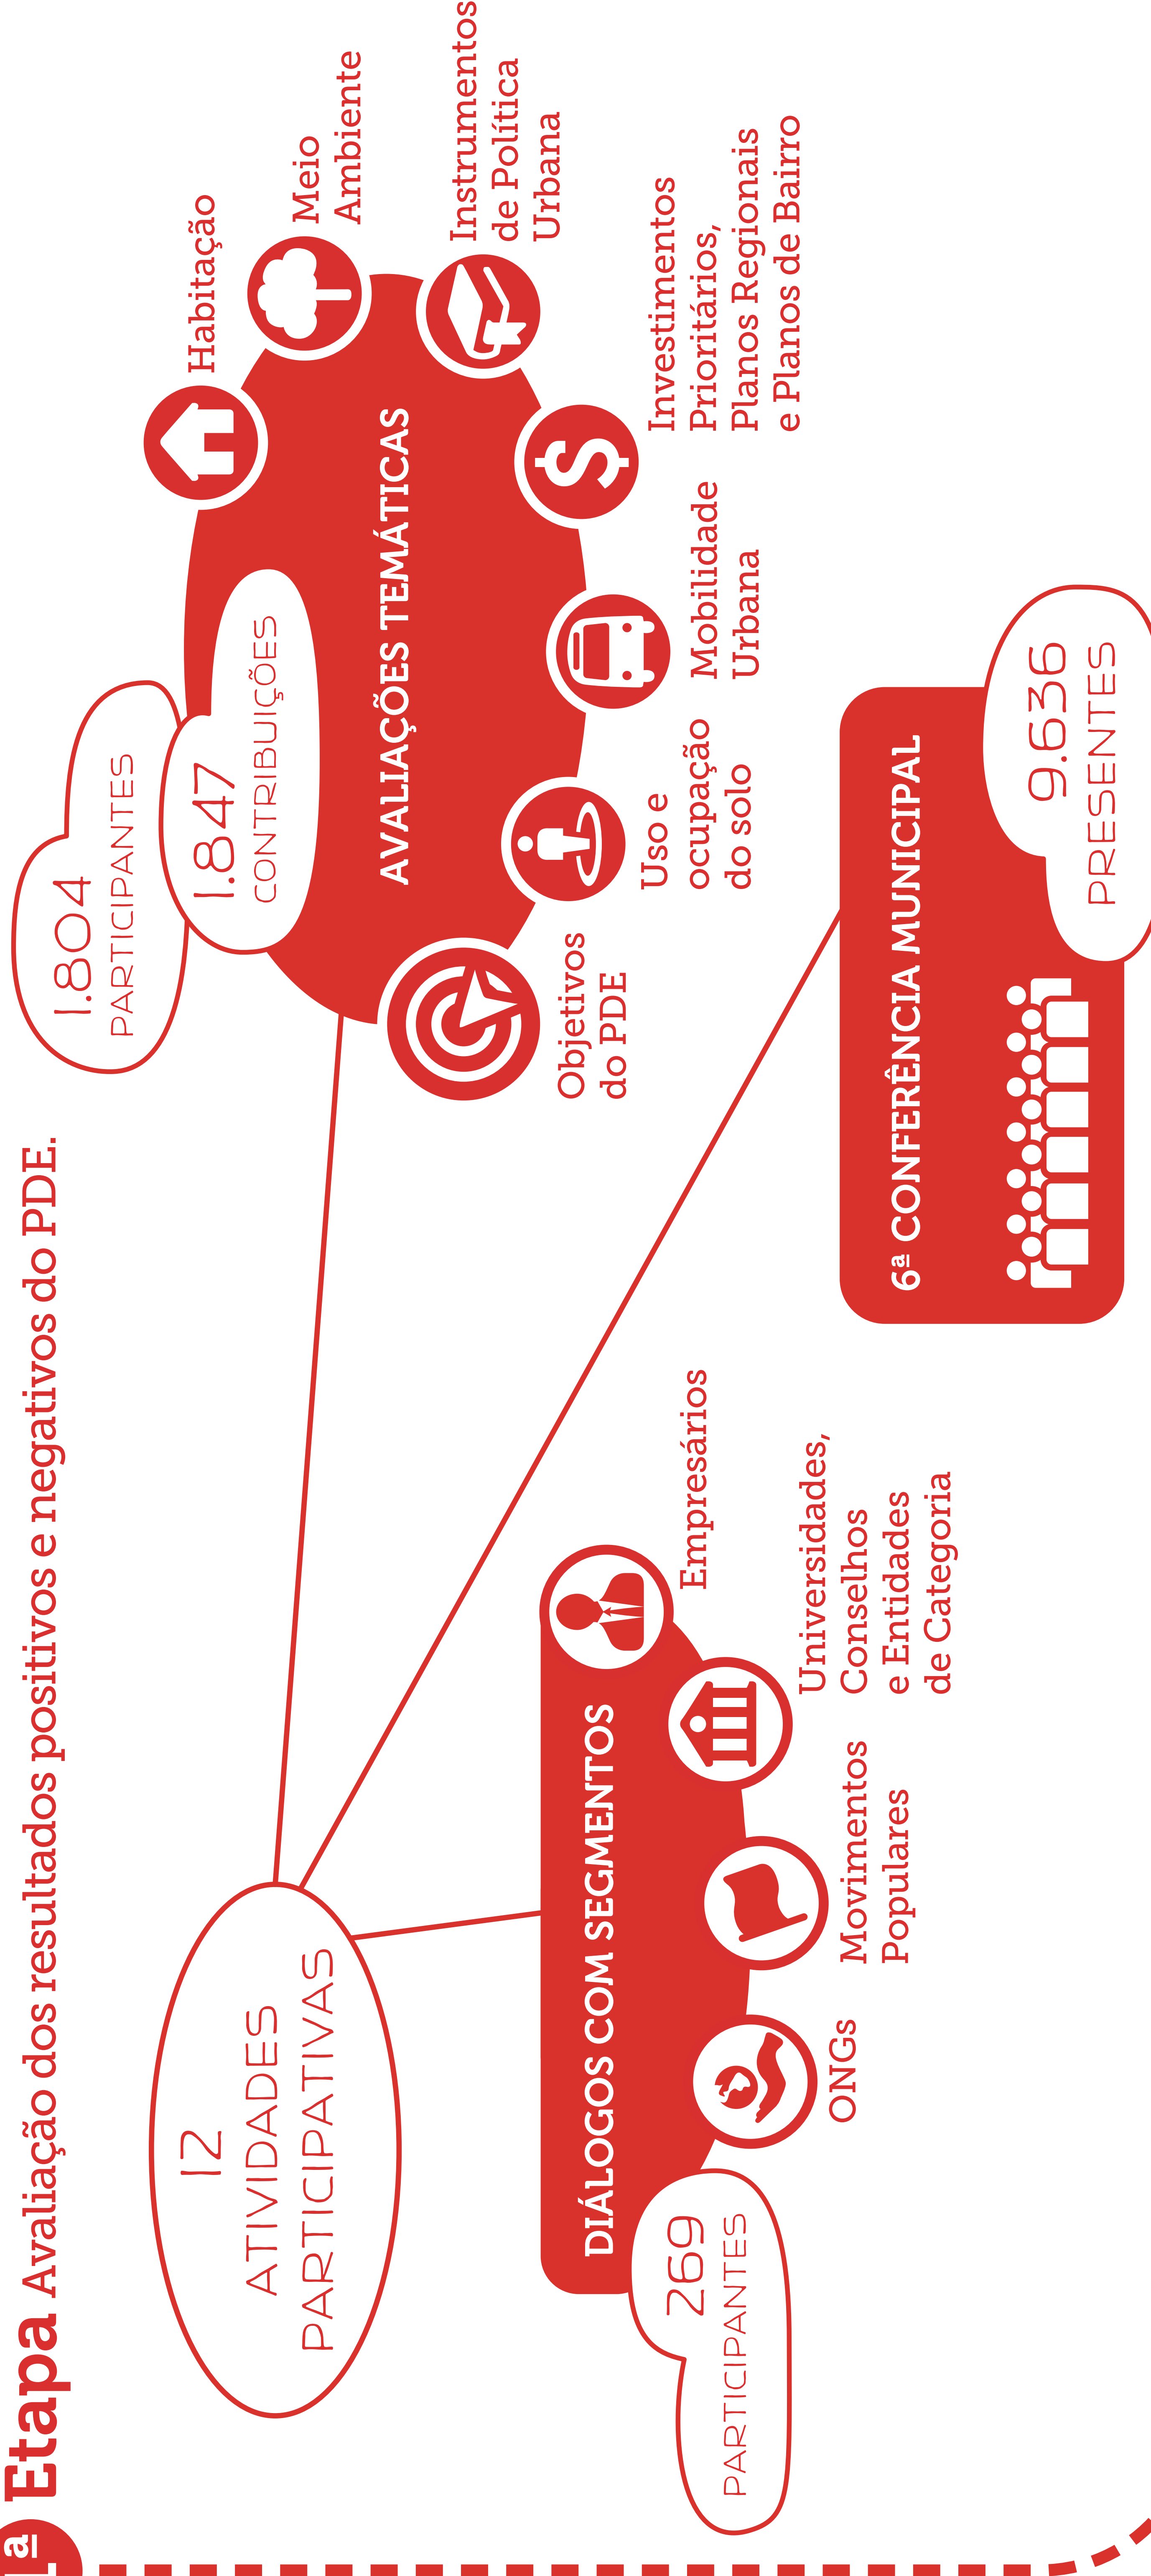 1ª Etapa Avaliação dos resultados positivos e negativos do PDE.
12
ATIVIDADES
PARTICIPATIVAS
DIÁLOGOS COM SEGMENTOS
269
PARTICIPANTES
ONGs
Movimentos
Populares
Universidades,
Conselhos
e Entidades
de Categoria
Empresários
1.804
PARTICIPANTES
1.847
CONTRIBUIÇÕES
AVALIAÇÕES TEMÁTICAS
Objetivos
do PDE
Uso e
ocupação
do solo
Mobilidade
Urbana
Investimentos
Prioritários,
Planos Regionais
e Planos de Bairro
Instrumentos
de Política
Urbana
Meio
Ambiente
Habitação
6ª CONFERÊNCIA MUNICIPAL
9.636
PRESENTES